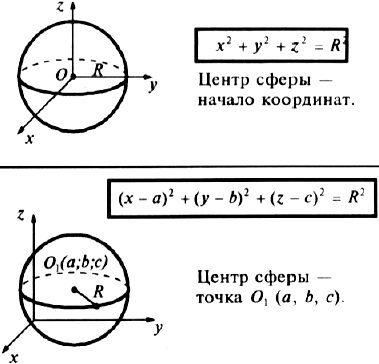 z
x² + y² + z² = R²
O R
y
x
Центр сферы —
начало координат.
(x − a)² + (y − b)² + (z − c)² = R²
z
O₁(a;b;c)
R
y
x
Центр сферы —
точка O₁ (a, b, c).